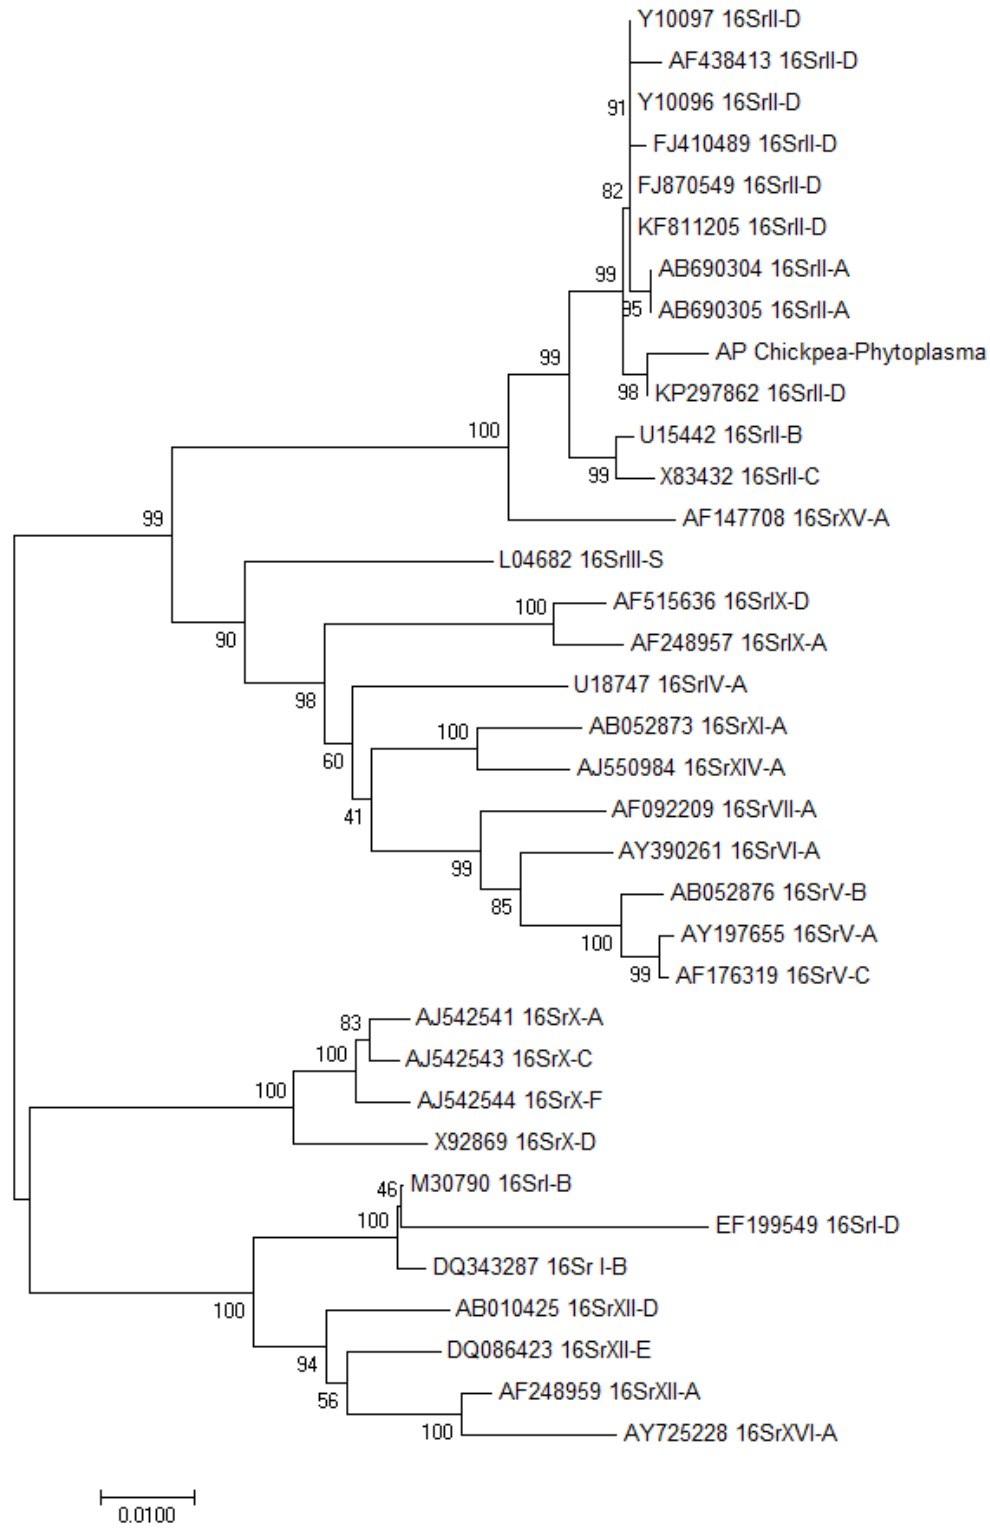 Y10097 16SrII-D
AF438413 16SrII-D
91
Y10096 16SrII-D
FJ410489 16SrII-D
82
FJ870549 16SrII-D
KF811205 16SrII-D
99
AB690304 16SrII-A
95
AB690305 16SrII-A
99
AP Chickpea-Phytoplasma
98
KP297862 16SrII-D
100
U15442 16SrII-B
99
X83432 16SrII-C
99
AF147708 16SrXV-A
L04682 16SrIII-S
100
AF515636 16SrIX-D
90
AF248957 16SrIX-A
98
U18747 16SrIV-A
100
AB052873 16SrXI-A
60
AJ550984 16SrXIV-A
41
AF092209 16SrVII-A
99
AY390261 16SrVI-A
85
AB052876 16SrV-B
100
AY197655 16SrV-A
99
AF176319 16SrV-C
83
AJ542541 16SrX-A
100
AJ542543 16SrX-C
100
AJ542544 16SrX-F
X92869 16SrX-D
46
M30790 16SrI-B
100
EF199549 16SrI-D
DQ343287 16Sr I-B
100
AB010425 16SrXII-D
94
DQ086423 16SrXII-E
56
AF248959 16SrXII-A
100
AY725228 16SrXVI-A
0.0100